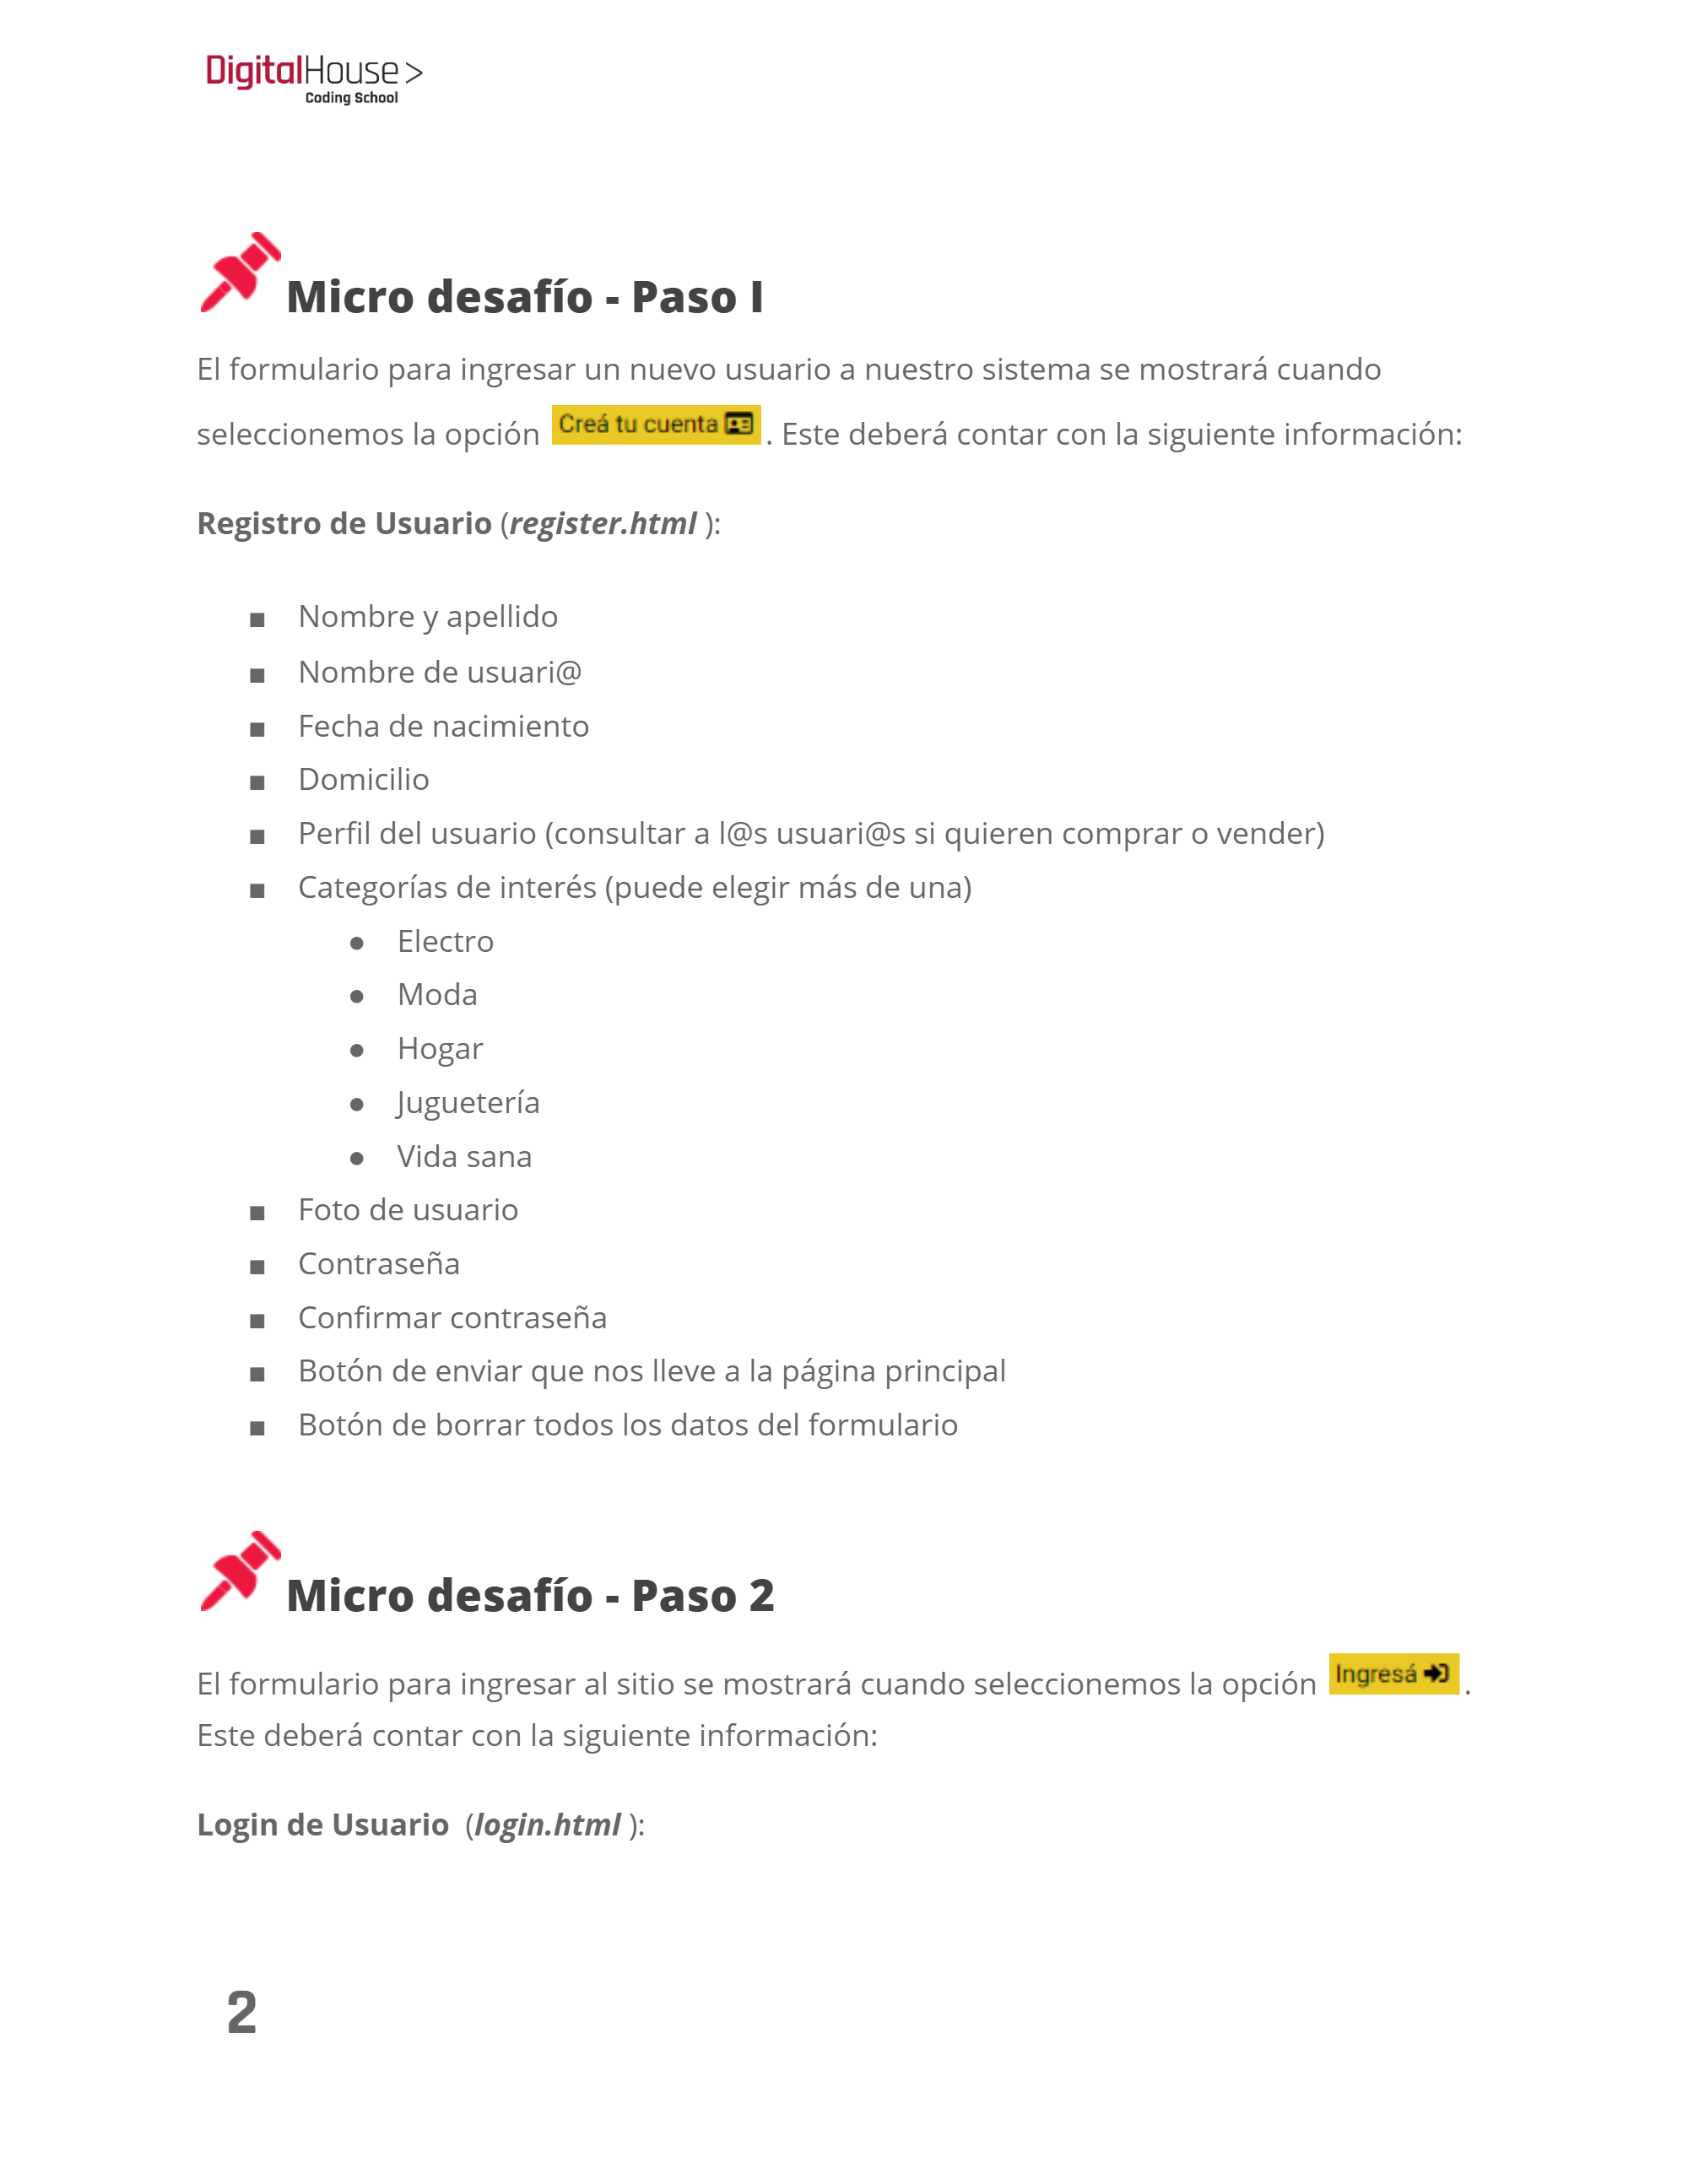 DigitalHouse >
Coding School
Micro desafío - Paso I
El formulario para ingresar un nuevo usuario a nuestro sistema se mostrará cuando
seleccionemos la opción Creá tu cuenta . Este deberá contar con la siguiente información:
Registro de Usuario (register.html ):
■ Nombre y apellido
■ Nombre de usuari@
■ Fecha de nacimiento
■ Domicilio
■ Perfil del usuario (consultar a l@s usuari@s si quieren comprar o vender)
■ Categorías de interés (puede elegir más de una)
● Electro
● Moda
● Hogar
● Juguetería
● Vida sana
■ Foto de usuario
■ Contraseña
■ Confirmar contraseña
■ Botón de enviar que nos lleve a la página principal
■ Botón de borrar todos los datos del formulario
Micro desafío - Paso 2
El formulario para ingresar al sitio se mostrará cuando seleccionemos la opción Ingresá .
Este deberá contar con la siguiente información:
Login de Usuario (login.html ):
2